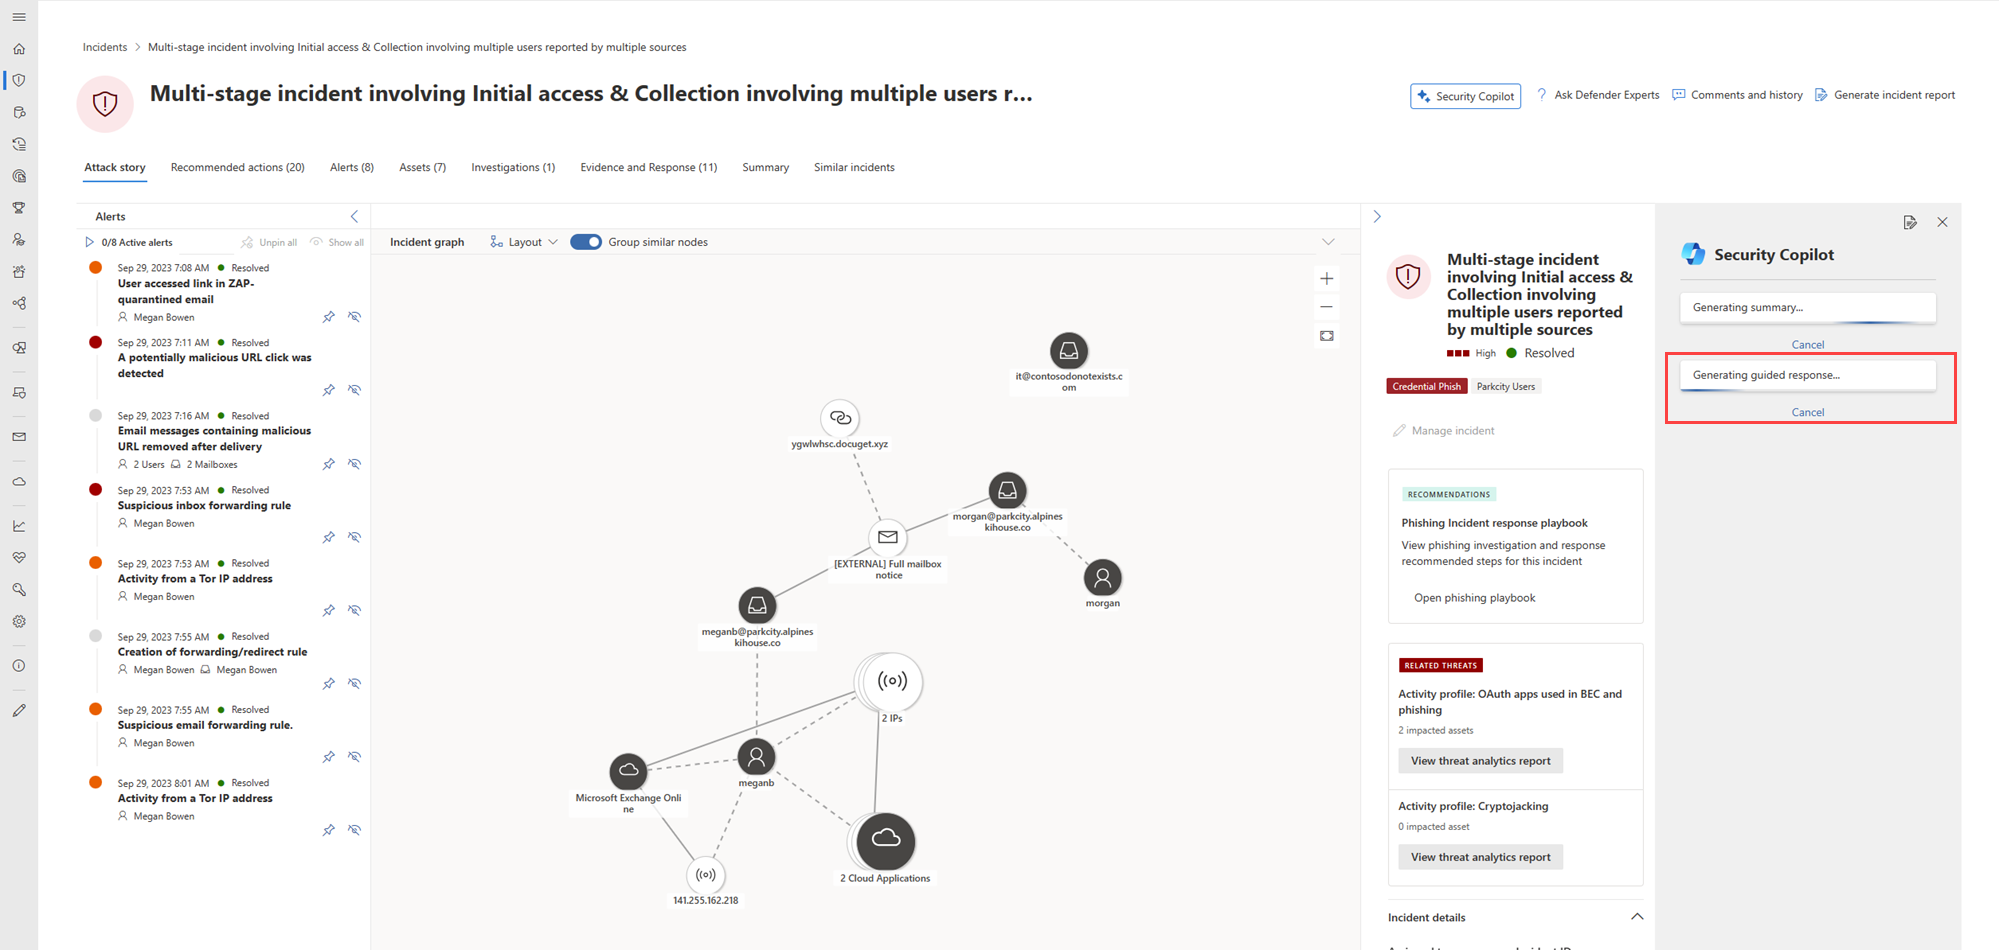 Incidents > Multi-stage incident involving Initial access & Collection involving multiple users reported by multiple sources
Multi-stage incident involving Initial access & Collection involving multiple users r...
Security Copilot
? Ask Defender Experts
Comments and history
Generate incident report
Attack story
Recommended actions (20)
Alerts (8)
Assets (7)
Investigations (1)
Evidence and Response (11)
Summary
Similar incidents
Alerts
0/8 Active alerts
Unpin all
Show all
Sep 29, 2023 7:08 AM Resolved
User accessed link in ZAP-
quarantined email
Megan Bowen
Sep 29, 2023 7:11 AM Resolved
A potentially malicious URL click was
detected
Sep 29, 2023 7:16 AM Resolved
Email messages containing malicious
URL removed after delivery
2 Users 2 Mailboxes
Sep 29, 2023 7:53 AM Resolved
Suspicious inbox forwarding rule
Megan Bowen
Sep 29, 2023 7:53 AM Resolved
Activity from a Tor IP address
Megan Bowen
Sep 29, 2023 7:55 AM Resolved
Creation of forwarding/redirect rule
Megan Bowen Megan Bowen
Sep 29, 2023 7:55 AM Resolved
Suspicious email forwarding rule.
Megan Bowen
Sep 29, 2023 8:01 AM Resolved
Activity from a Tor IP address
Megan Bowen
Incident graph
Layout
Group similar nodes
it@contosodonotexists.c
om
ygwlwhsc.docuget.xyz
morgan@parkcity.alpines
kihouse.co
[EXTERNAL] Full mailbox
notice
morgan
meganb@parkcity.alpines
kihouse.co
2 IPs
meganb
Microsoft Exchange Onli
ne
2 Cloud Applications
141.255.162.218
Multi-stage incident
involving Initial access &
Collection involving
multiple users reported
by multiple sources
High Resolved
Credential Phish
Parkcity Users
Manage incident
RECOMMENDATIONS
Phishing Incident response playbook
View phishing investigation and response
recommended steps for this incident
Open phishing playbook
RELATED THREATS
Activity profile: OAuth apps used in BEC and
phishing
2 impacted assets
View threat analytics report
Activity profile: Cryptojacking
0 impacted asset
View threat analytics report
Incident details
Security Copilot
Generating summary...
Cancel
Generating guided response...
Cancel